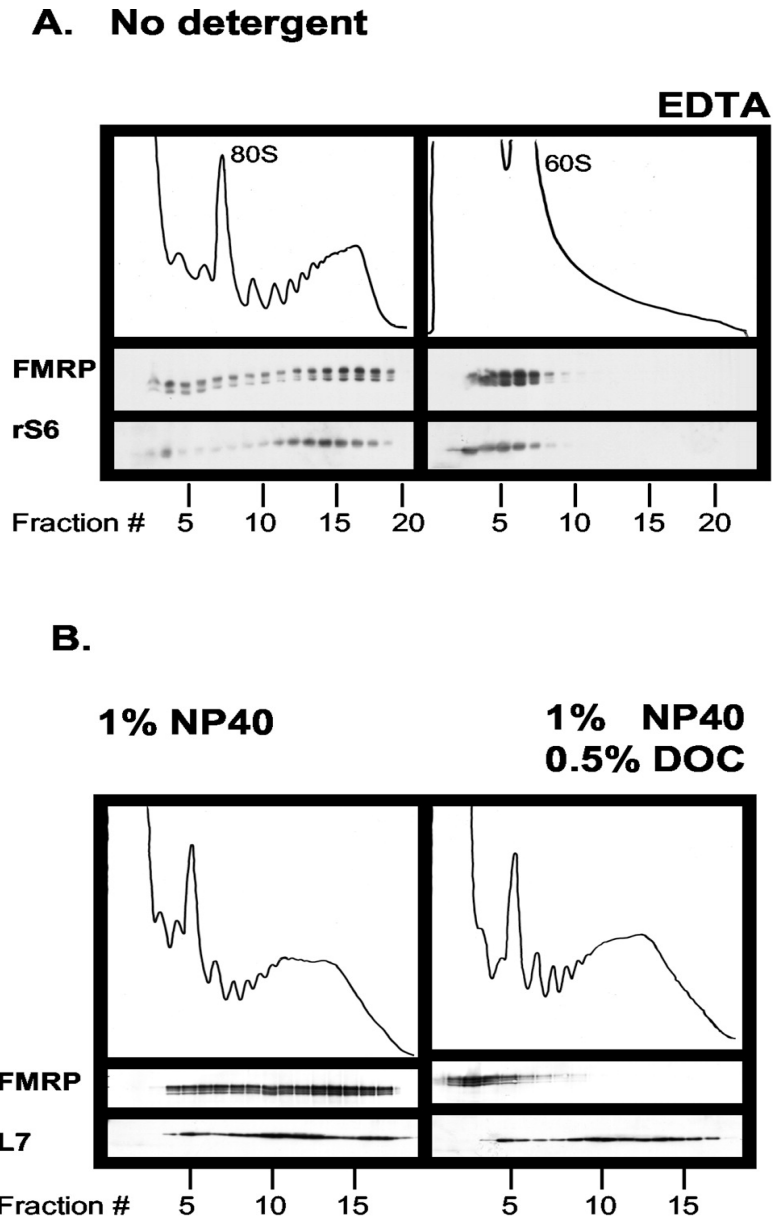 A. No detergent
EDTA
80S
60S
FMRP
rS6
Fraction # 5 10 15 20 5 10 15 20
B.
1% NP40
1% NP40
0.5% DOC
FMRP
L7
Fraction # 5 10 15 5 10 15